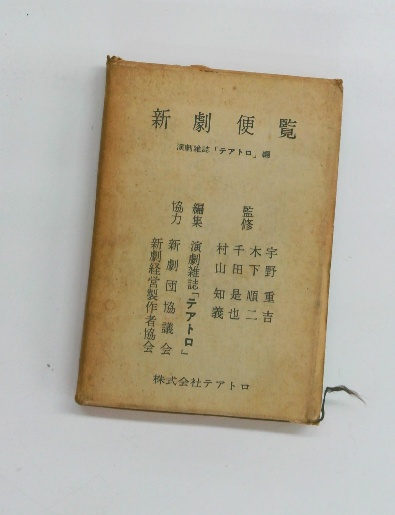 新劇便覧
演劇雑誌「テアトロ」編
監修
宇野重吉
木下順二
千田是也
村山知義
編集 演劇雑誌「テアトロ」
協力 新劇団協議会
新劇経営製作者協会
株式会社テアトロ